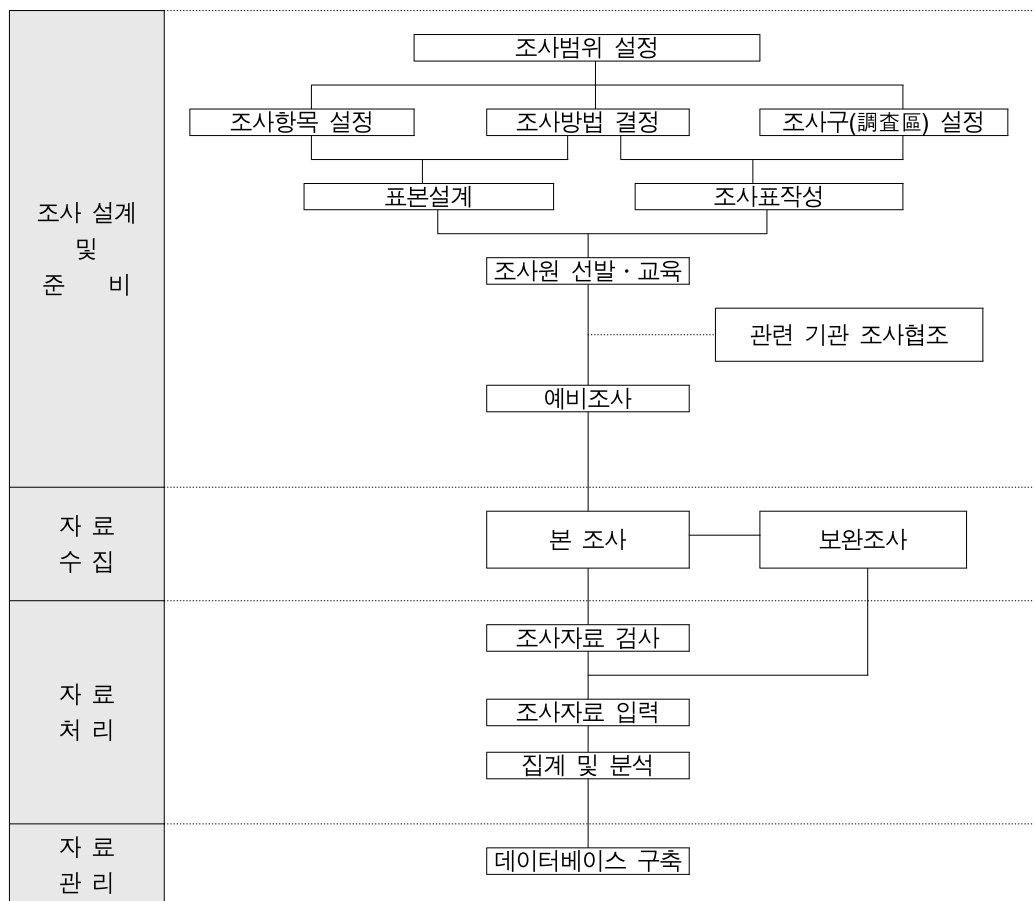 조사범위 설정
조사항목 설정
조사방법 결정
조사구(調査區) 설정
표본설계
조사표작성
조사 설계
및
준 비
조사원 선발·교육
관련 기관 조사협조
예비조사
자 료
수 집
본 조사
보완조사
조사자료 검사
자 료
처 리
조사자료 입력
집계 및 분석
자 료
관 리
데이터베이스 구축